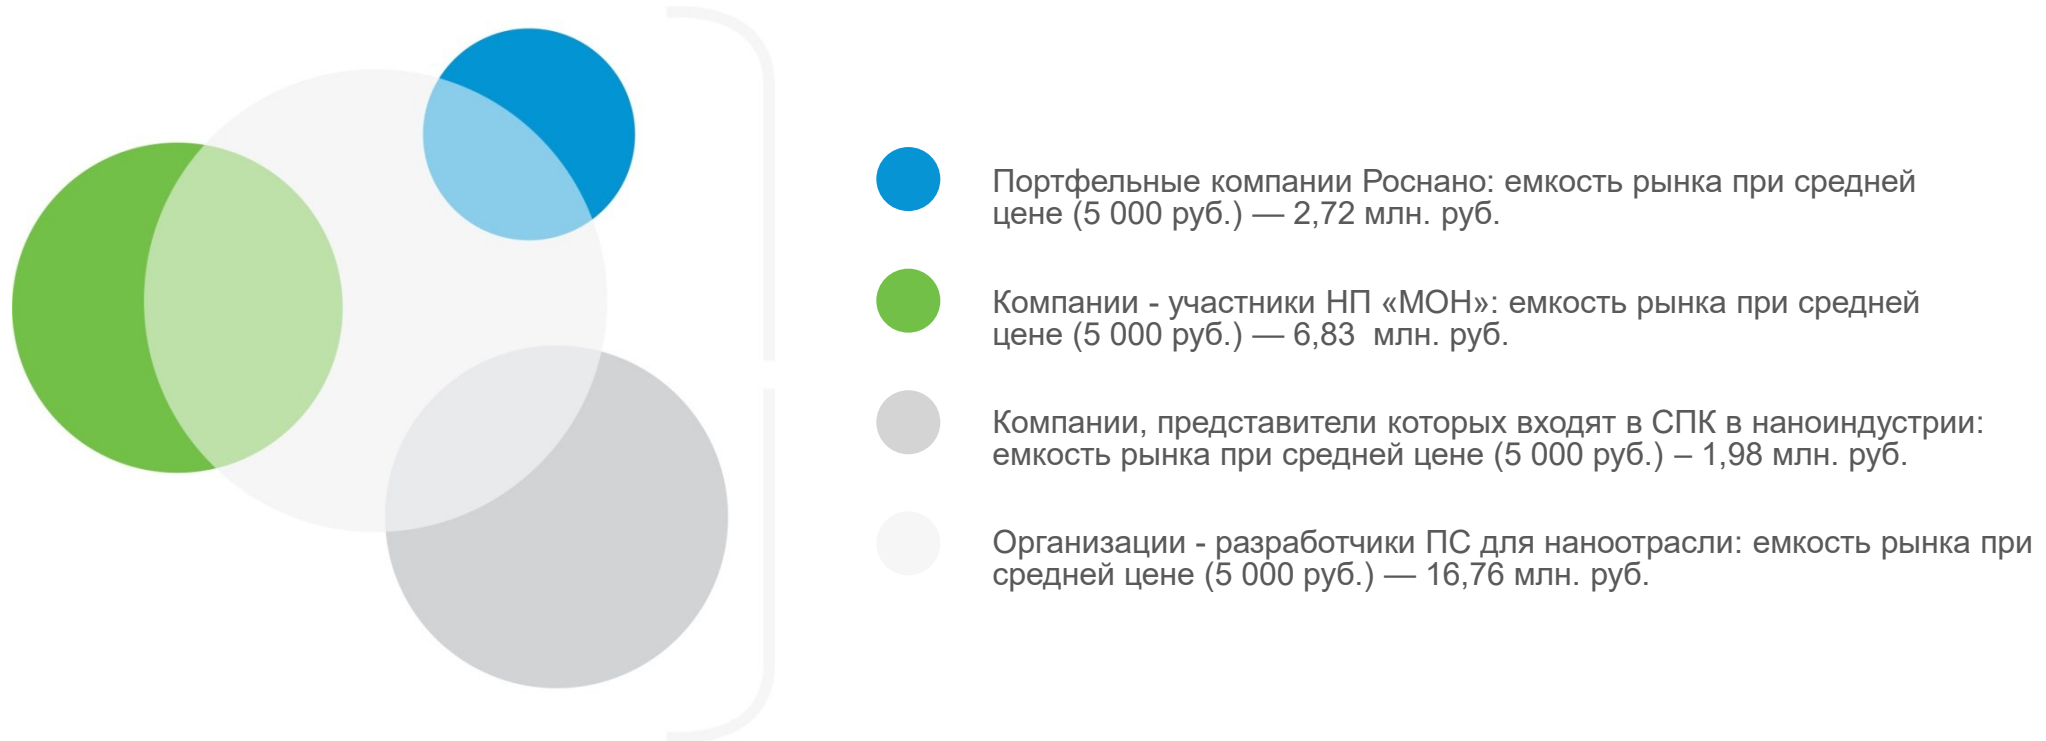 Портфельные компании Роснано: емкость рынка при средней
цене (5 000 руб.) — 2,72 млн. руб.
Компании - участники НП «МОН»: емкость рынка при средней
цене (5 000 руб.) — 6,83  млн. руб.
Компании, представители которых входят в СПК в наноиндустрии:
емкость рынка при средней цене (5 000 руб.) – 1,98 млн. руб.
Организации - разработчики ПС для наноотрасли: емкость рынка при
средней цене (5 000 руб.) — 16,76 млн. руб.